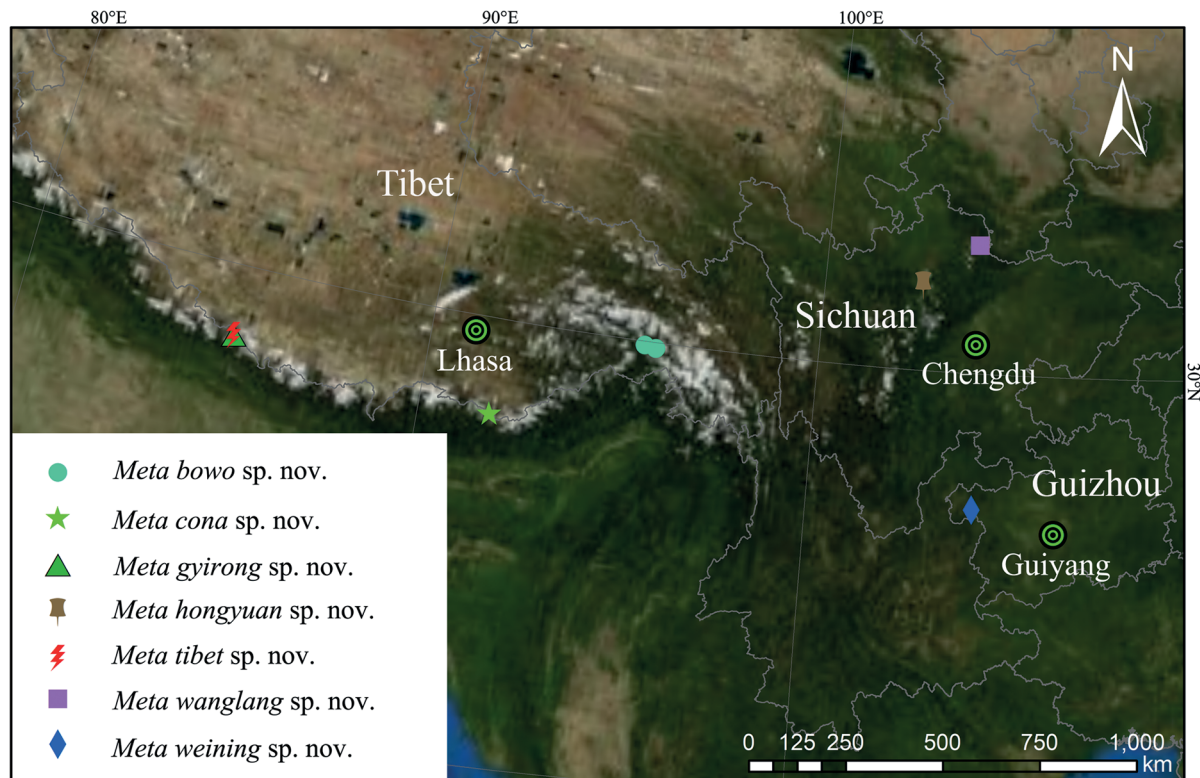 80°E
90°E
100°E
N
Tibet
Sichuan
Lhasa
Chengdu
30°N
Guizhou
Guiyang
Meta bowo sp. nov.
Meta cona sp. nov.
Meta gyirong sp. nov.
Meta hongyuan sp. nov.
Meta tibet sp. nov.
Meta wanglang sp. nov.
Meta weining sp. nov.
0 125 250 500 750 1,000
km